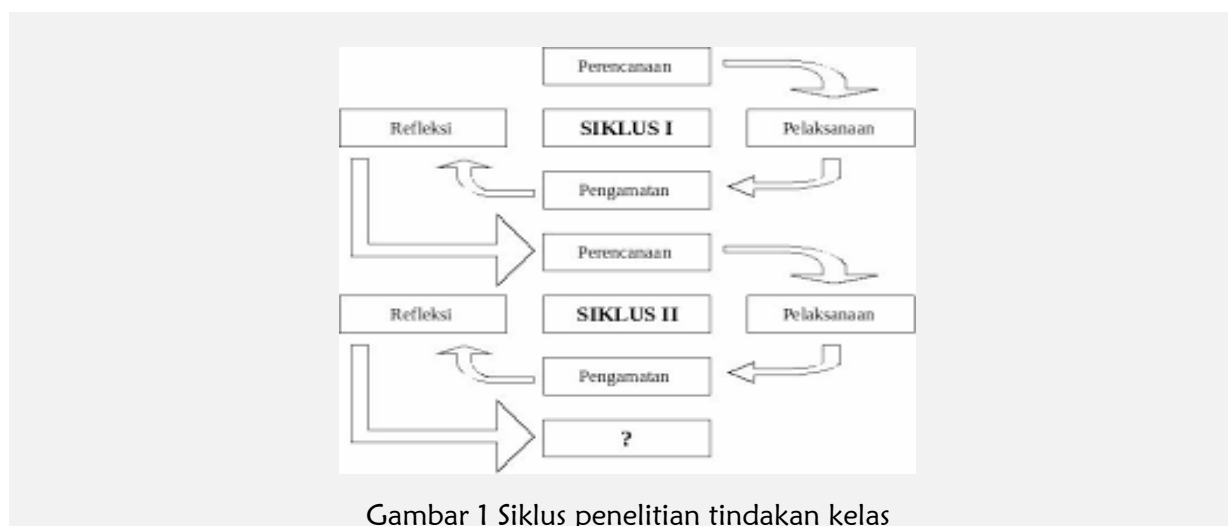 Perencanaan
Refleksi SIKLUS I Pelaksanaan
Pengamatan
Perencanaan
Refleksi SIKLUS II Pelaksanaan
Pengamatan
?
Gambar 1 Siklus penelitian tindakan kelas